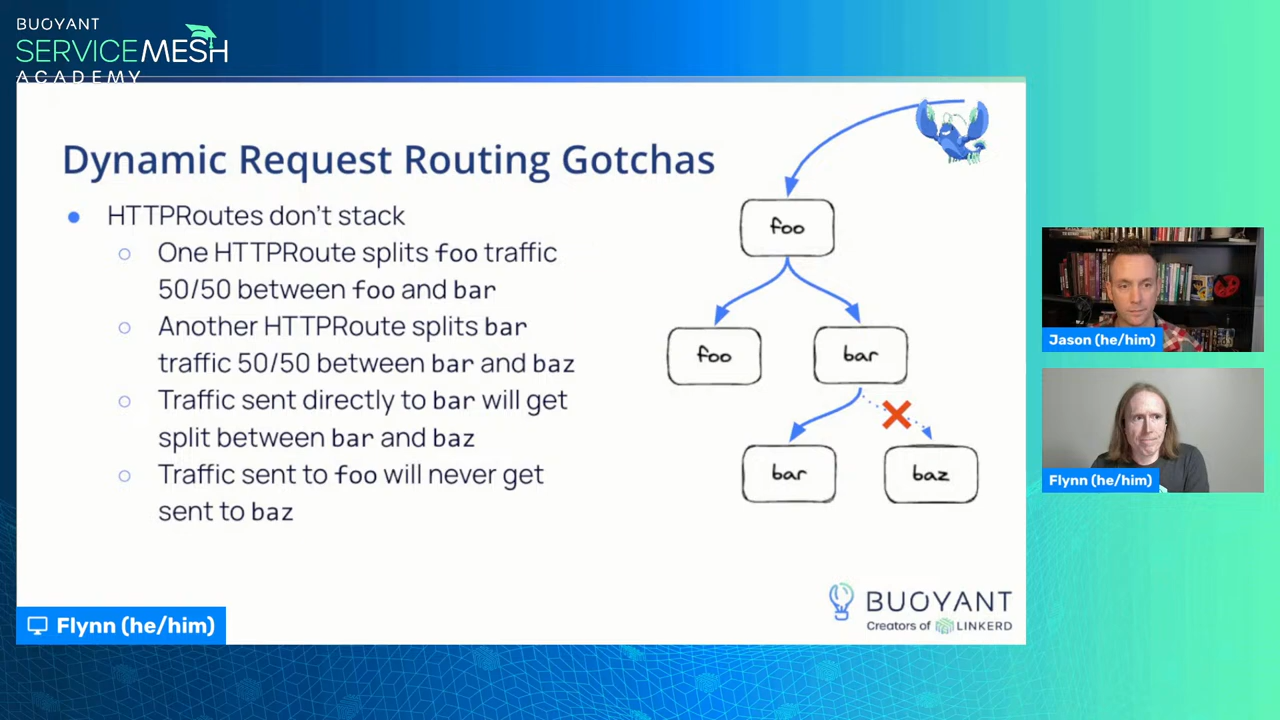 BUOYANT
SERVICEMESH
ACADEMY
Dynamic Request Routing Gotchas
HTTPRoutes don't stack
One HTTPRoute splits foo traffic
50/50 between foo and bar
Another HTTPRoute splits bar
traffic 50/50 between bar and baz
Traffic sent directly to bar will get
split between bar and baz
Traffic sent to foo will never get
sent to baz
foo
foo
bar
bar
baz
BUOYANT
Creators of LINKERD
Flynn (he/him)
Jason (he/him)
Flynn (he/him)